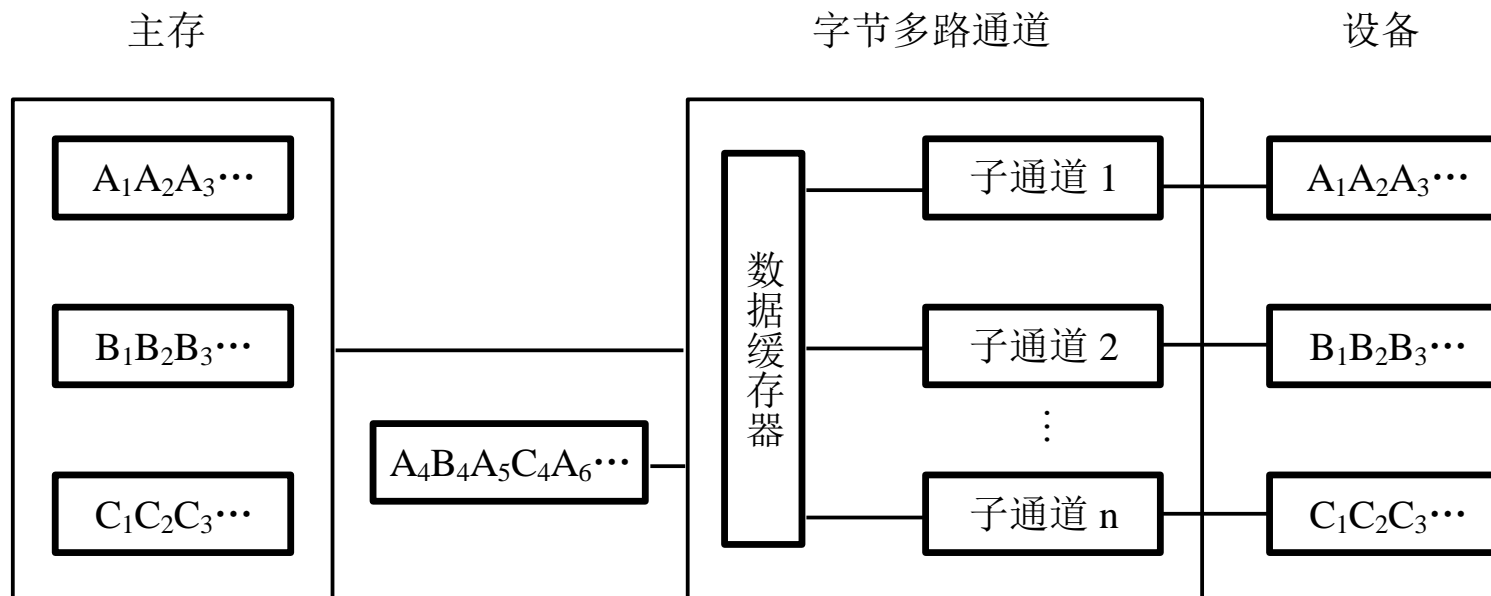 主存 字节多路通道 设备
A₁A₂A₃⋯ 子通道 1 A₁A₂A₃⋯
数据缓存器
B₁B₂B₃⋯ 子通道 2 B₁B₂B₃⋯
⋮
A₄B₄A₅C₄A₆⋯
C₁C₂C₃⋯ 子通道 n C₁C₂C₃⋯